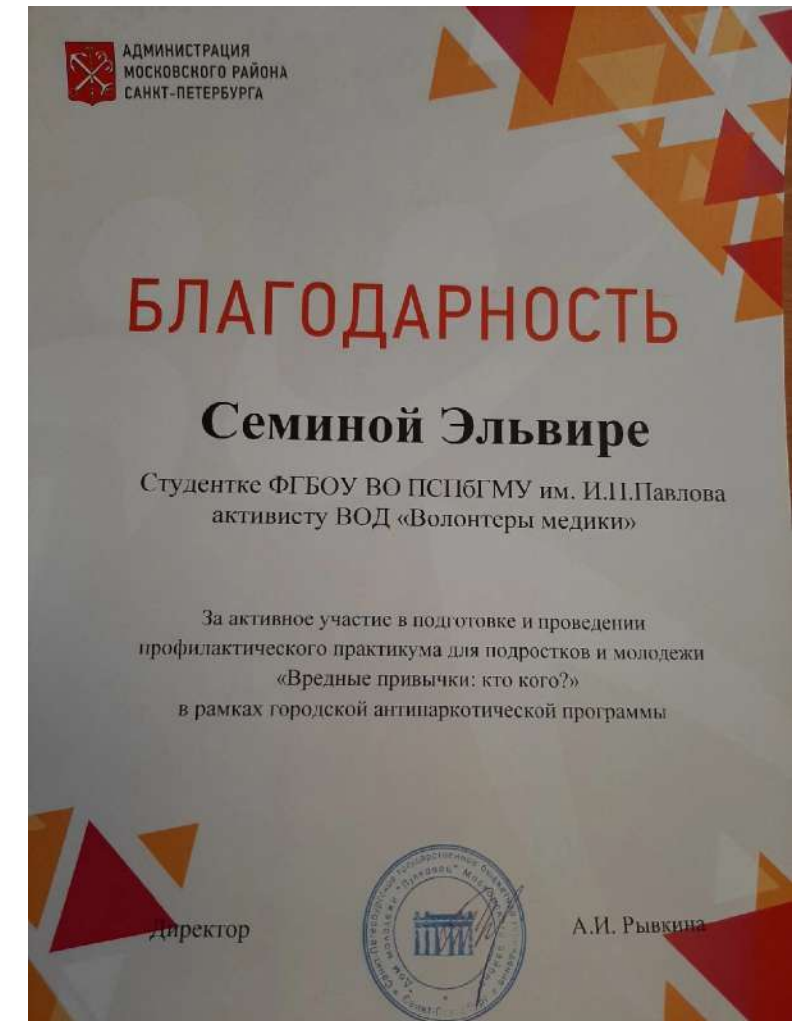 АДМИНИСТРАЦИЯ
МОСКОВСКОГО РАЙОНА
САНКТ-ПЕТЕРБУРГА
БЛАГОДАРНОСТЬ
Семиной Эльвире
Студентке ФГБОУ ВО ПСПбГМУ им. И.П.Павлова
активисту ВОД «Волонтеры медики»
За активное участие в подготовке и проведении
профилактического практикума для подростков и молодежи
«Вредные привычки: кто кого?»
в рамках городской антинаркотической программы
Директор
А.И. Рывкина